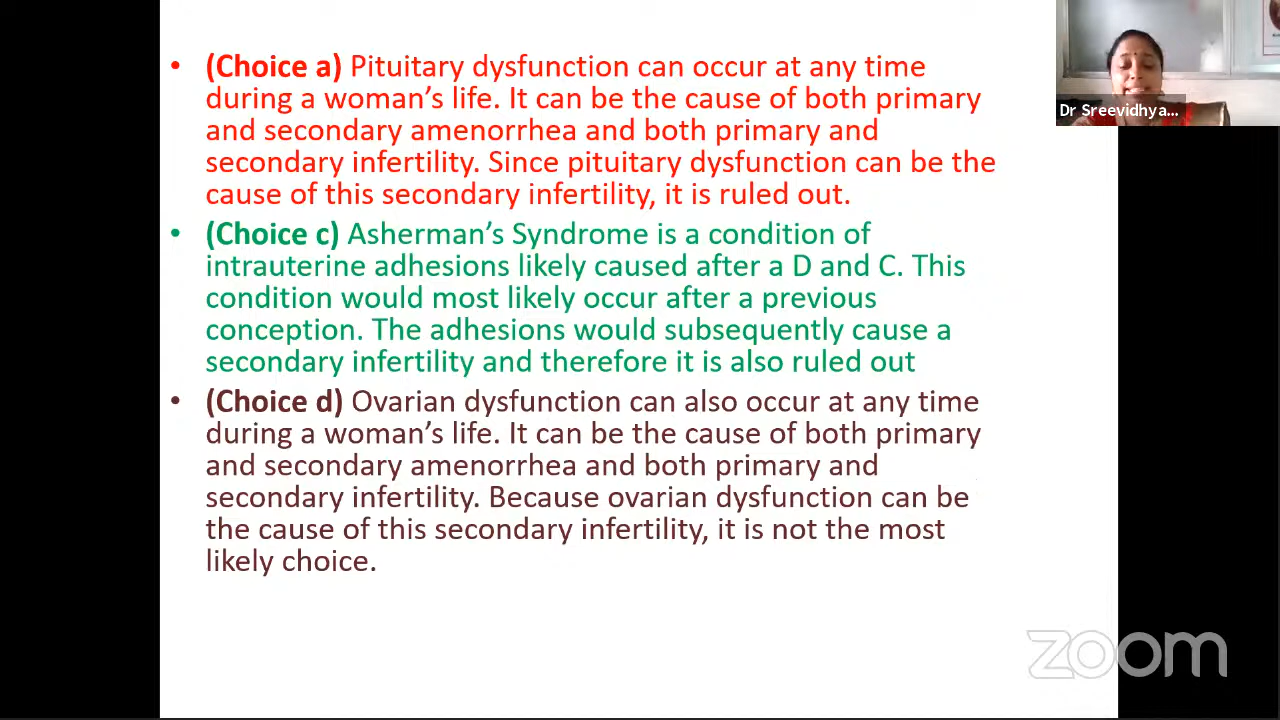 • (Choice a) Pituitary dysfunction can occur at any time
during a woman's life. It can be the cause of both primary
and secondary amenorrhea and both primary and
secondary infertility. Since pituitary dysfunction can be the
cause of this secondary infertility, it is ruled out.
• (Choice c) Asherman's Syndrome is a condition of
intrauterine adhesions likely caused after a D and C. This
condition would most likely occur after a previous
conception. The adhesions would subsequently cause a
secondary infertility and therefore it is also ruled out
• (Choice d) Ovarian dysfunction can also occur at any time
during a woman's life. It can be the cause of both primary
and secondary amenorrhea and both primary and
secondary infertility. Because ovarian dysfunction can be
the cause of this secondary infertility, it is not the most
likely choice.
Dr Sreevidhya...
zoom